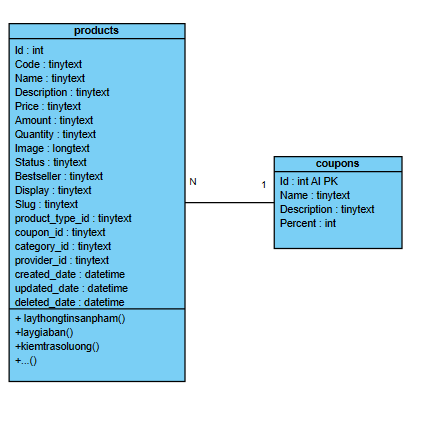 products
Id : int
Code : tinytext
Name : tinytext
Description : tinytext
Price : tinytext
Amount : tinytext
Quantity : tinytext
Image : longtext
Status : tinytext
Bestseller : tinytext
Display : tinytext
Slug : tinytext
product_type_id : tinytext
coupon_id : tinytext
category_id : tinytext
provider_id : tinytext
created_date : datetime
updated_date : datetime
deleted_date : datetime
+ laythongtinsanpham()
+laygiaban()
+kiemtrasoluong()
+...()
N
1
coupons
Id : int AI PK
Name : tinytext
Description : tinytext
Percent : int